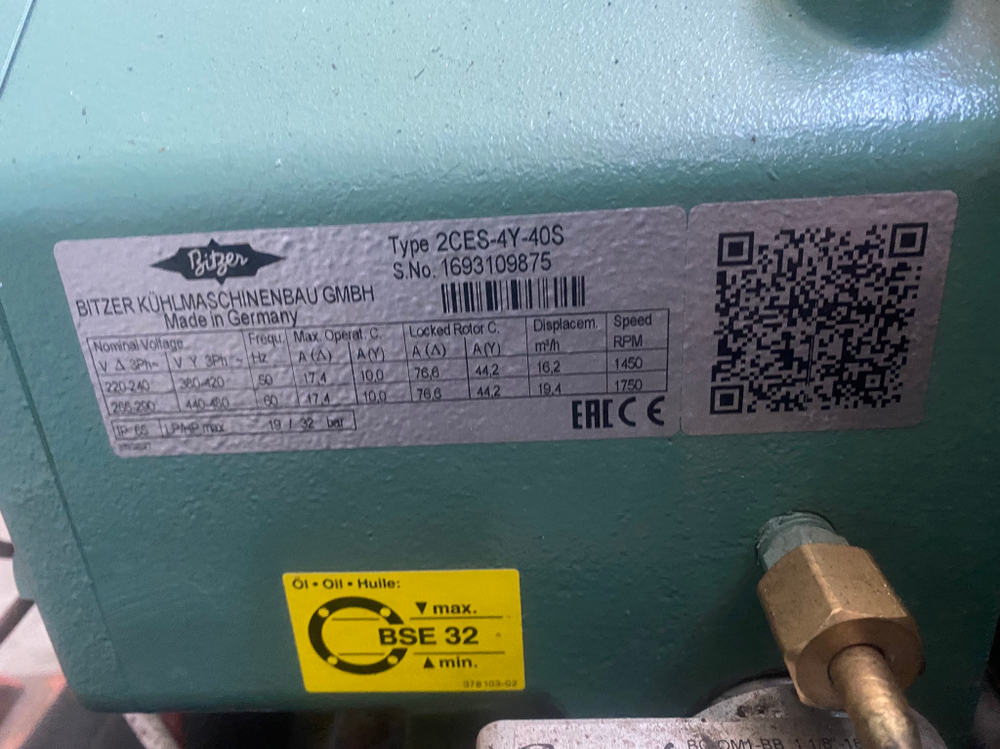 Bitzer
BITZER KÜHLMASCHINENBAU GMBH
Made in Germany
Type 2CES-4Y-40S
S.No. 1693109875
Nominal Voltage Frequ. Max. Operat. C. Locked Rotor C. Displacem. Speed
V Δ 3Ph~ V Y 3Ph~ Hz A (Δ) A(Y) A (Δ) A(Y) m³/h RPM
220-240 380-420 50 17,4 10,0 76,6 44,2 16,2 1450
265-290 440-480 60 17,4 10,0 76,6 44,2 19,4 1750
IP 65 LP/HP max 19 / 32 bar
EAC CE
Öl • Oil • Huile:
▼ max.
BSE 32
▲ min.
378 103-02